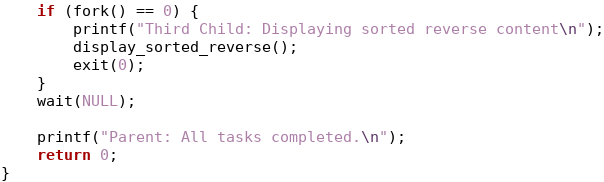 if (fork() == 0) {
        printf("Third Child: Displaying sorted reverse content\n");
        display_sorted_reverse();
        exit(0);
    }
    wait(NULL);

    printf("Parent: All tasks completed.\n");
    return 0;
}